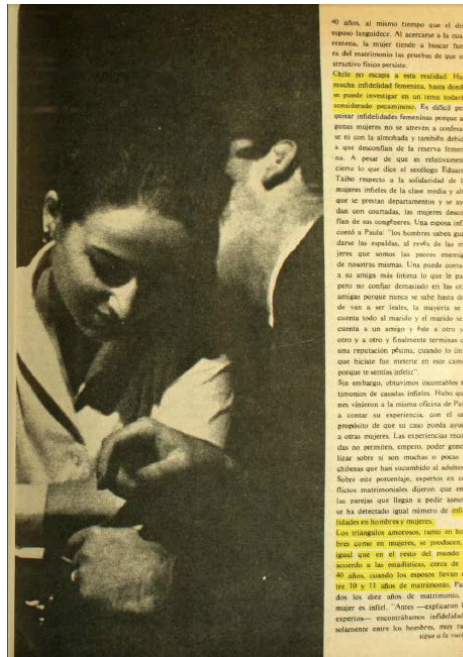 40 años, al mismo tiempo que el de
esposo languidece. Al acercarse a la cua
rentena, la mujer tiende a buscar fue
ra del matrimonio las pruebas de que s
atractivo físico persiste.
Chile no escapa a esta realidad. Ha
mucha infidelidad femenina, hasta dond
se puede investigar en un tema todaví
considerado pecaminoso. Es difícil pe
quisar infidelidades femeninas porque a
gunas mujeres no se atreven a confesa
se ni con la almohada y también debid
a que desconfían de la reserva femen
na. A pesar de que es relativamen
cierto lo que dice el sexólogo Eduard
Taibo respecto a la solidaridad de l
mujeres infieles de la clase media y al
que se prestan departamentos y se ay
dan con coartadas, las mujeres desco
fían de sus congéneres. Una esposa infi
contó a Paula: "los hombres saben gua
darse las espaldas, al revés de las m
jeres que somos las peores enemig
de nosotras mismas. Una puede conta
a su amiga más íntima lo que le pa
pero no confiar demasiado en las otr
amigas porque nunca se sabe hasta dó
de van a ser leales, la mayoría se
cuenta todo al marido y el marido se
cuenta a un amigo y éste a otro y
otro y a otro y finalmente terminas c
una reputación pésima, cuando lo ún
que hiciste fue meterte en este cam
porque te sentías infeliz".
Sin embargo, obtuvimos incontables t
timonios de casadas infieles. Hubo qu
nes vinieron a la misma oficina de Pau
a contar su experiencia, con el sa
propósito de que su caso pueda ayu
a otras mujeres. Las experiencias reco
das no permiten, empero, poder gene
lizar sobre si son muchas o pocas
chilenas que han sucumbido al adulter
Sobre este porcentaje, expertos en co
flictos matrimoniales dijeron que en
las parejas que llegan a pedir aseso
se ha detectado igual número de infi
lidades en hombres y mujeres.
Los triángulos amorosos, tanto en ho
bres como en mujeres, se producen,
igual que en el resto del mundo
acuerdo a las estadísticas, cerca de
40 años, cuando los esposos llevan e
tre 10 y 11 años de matrimonio. Pa
dos los diez años de matrimonio,
mujer es infiel. "Antes —explicaron l
expertos— encontrábamos infidelidad
solamente entre los hombres, muy ra
sigue a la vuel